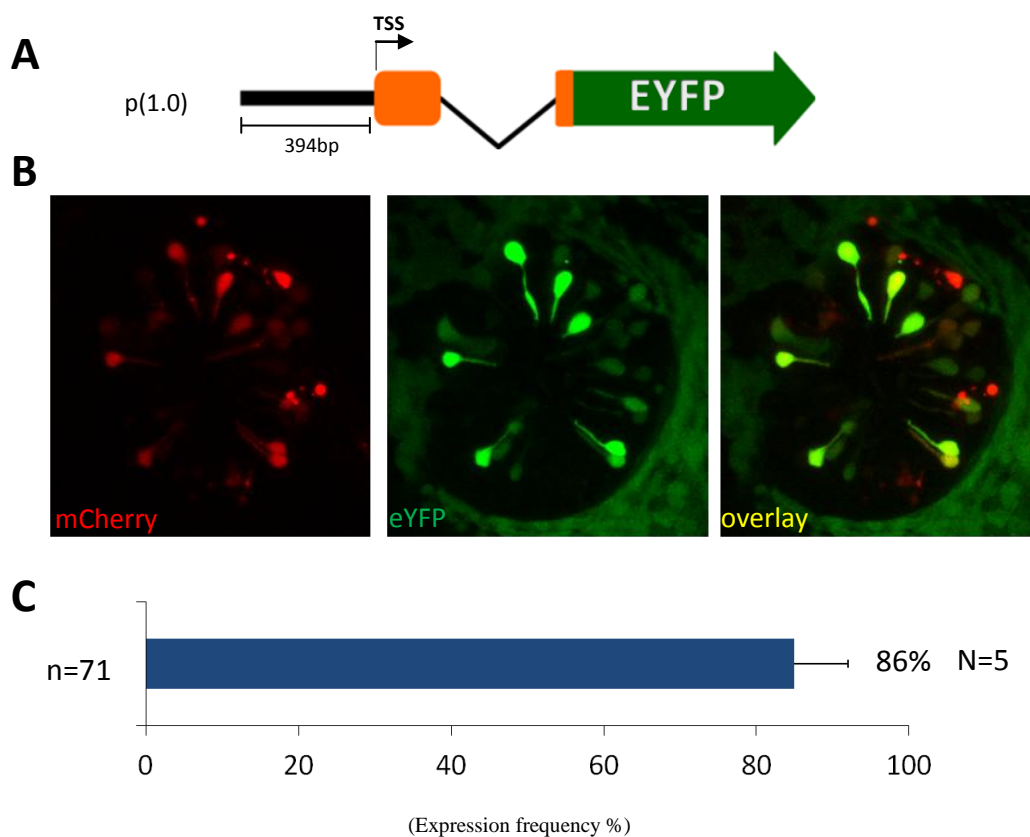 A
TSS
p(1.0)
EYFP
394bp
B
mCherry
eYFP
overlay
C
n=71
86% N=5
0 20 40 60 80 100
(Expression frequency %)